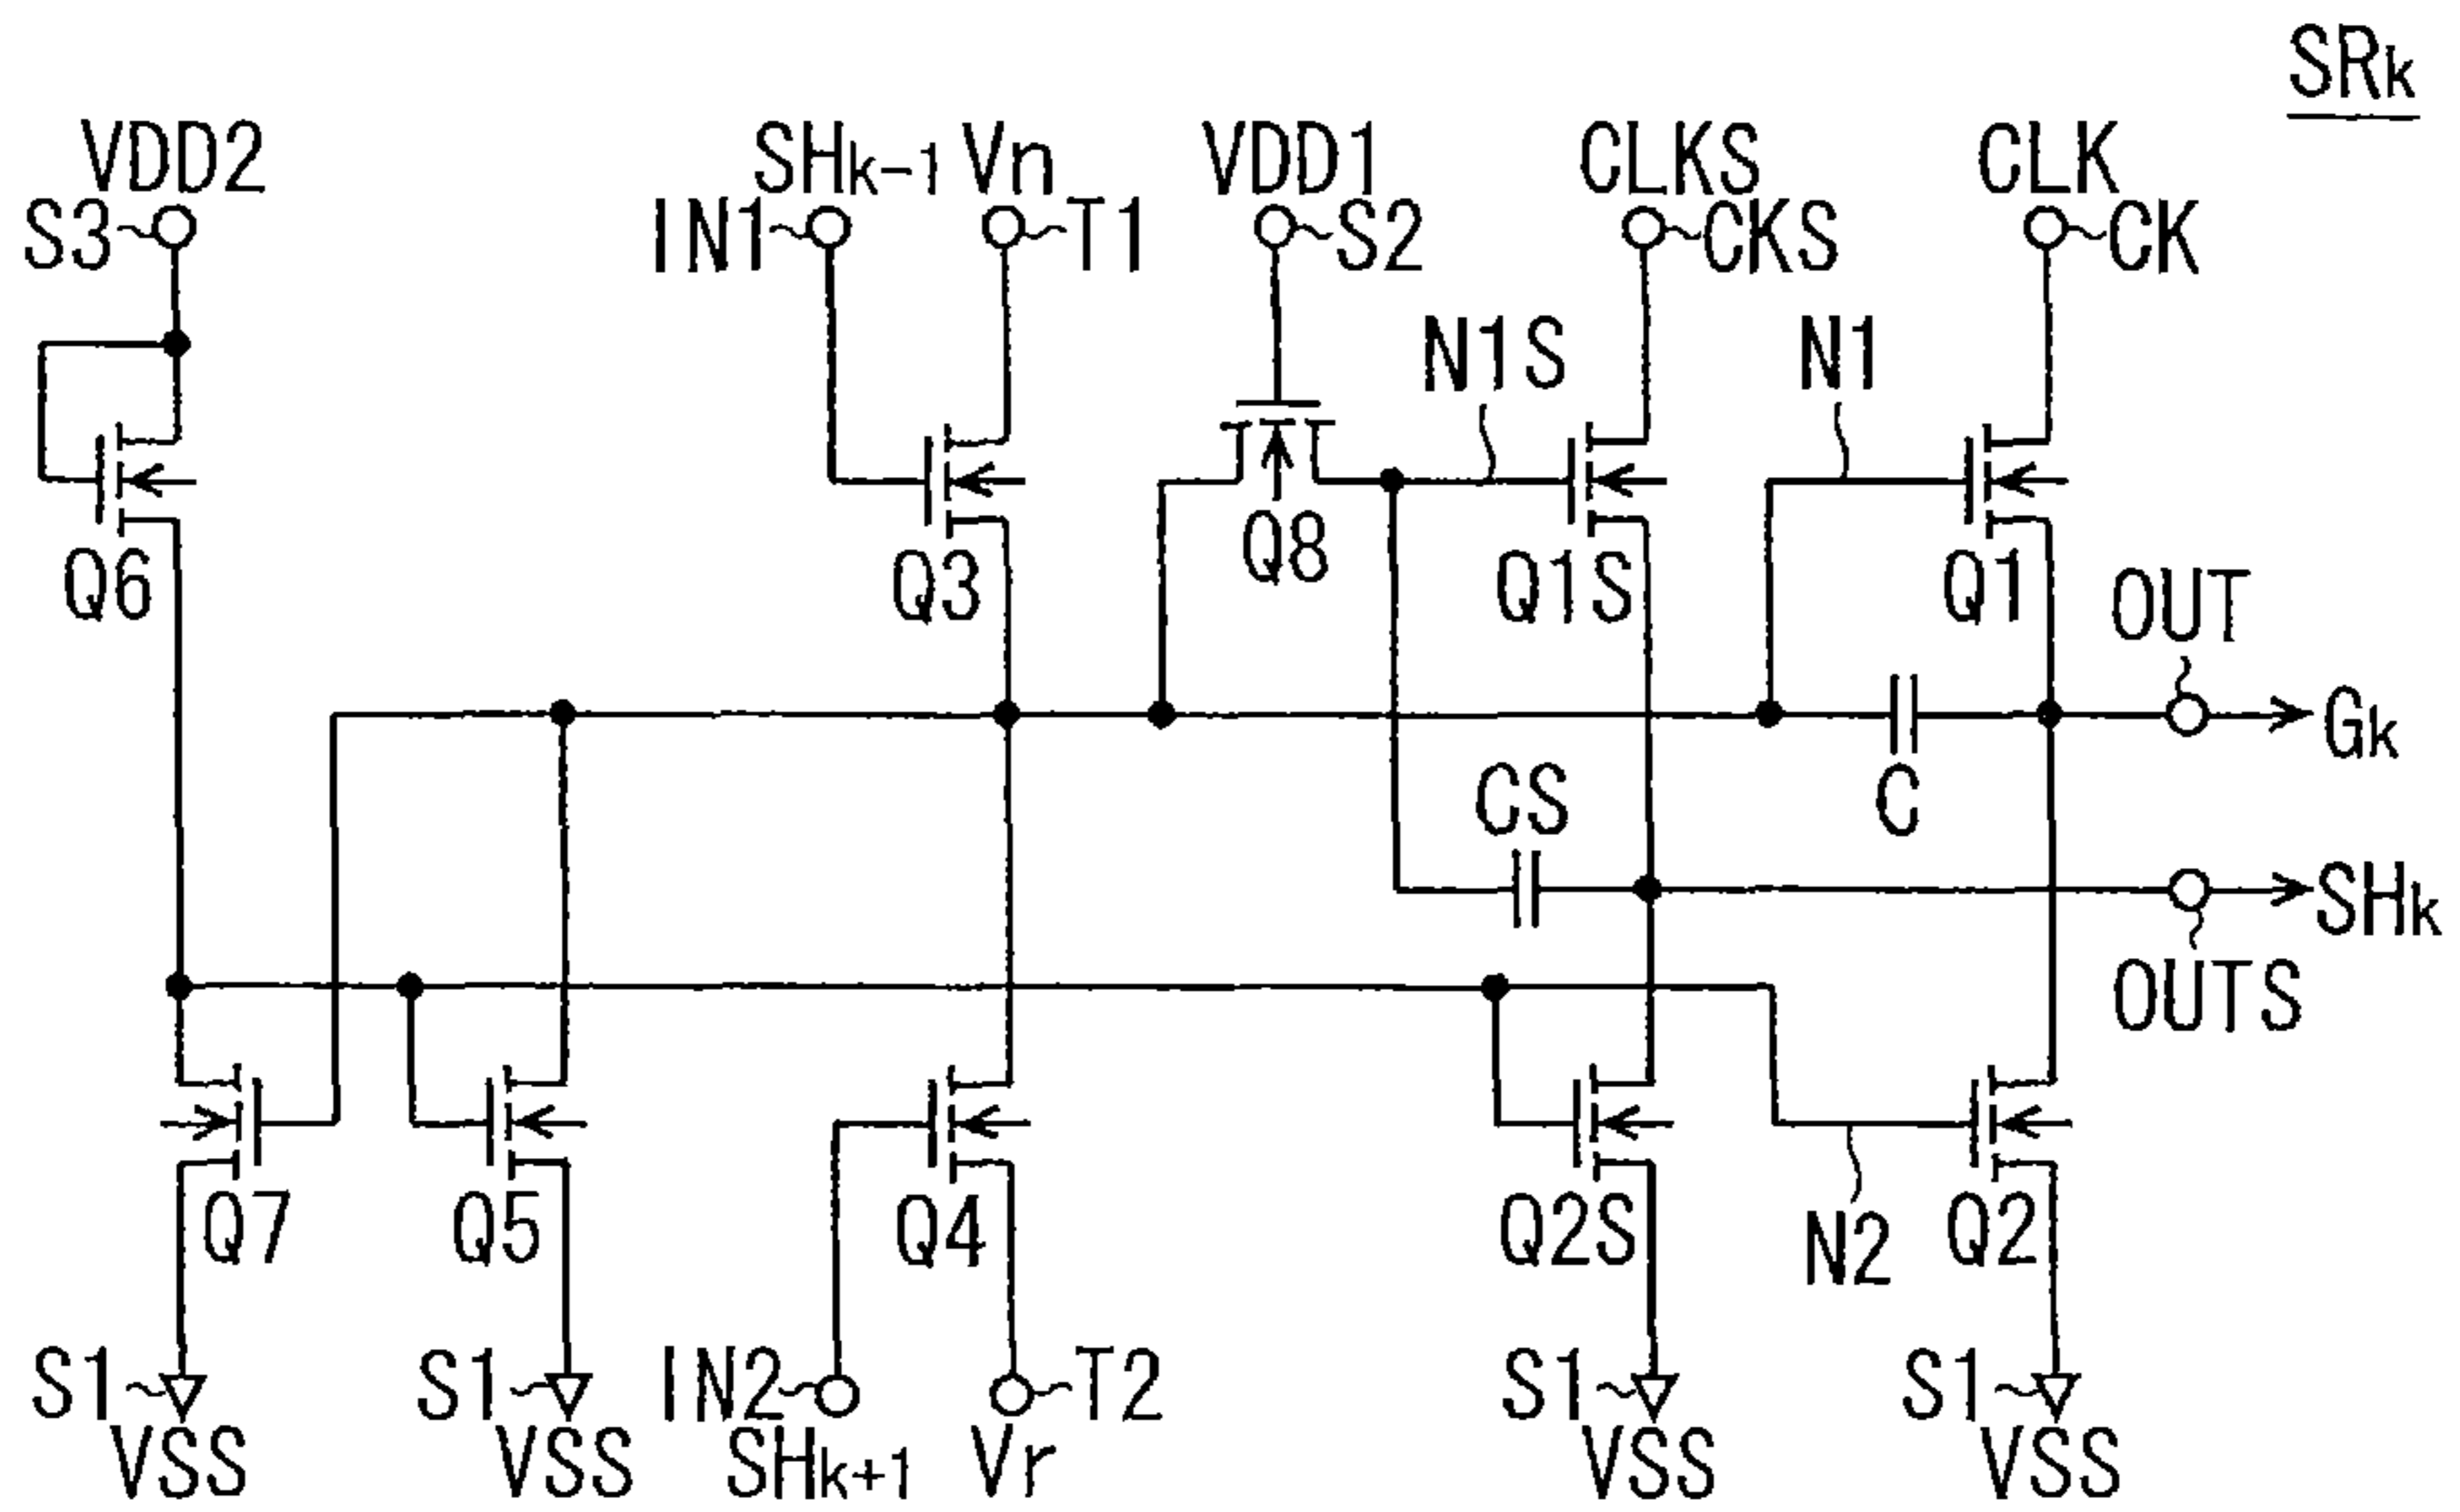 SRk
VDD2
SHk-1 Vn
VDD1
CLKS
CLK
S3
IN1
T1
S2
CKS
CK
N1S
N1
Q6
Q3
Q8
Q1S
Q1
OUT
Gk
CS
C
SHk
OUTS
Q7
Q5
Q4
Q2S
N2
Q2
S1
S1
IN2
T2
S1
S1
VSS
VSS
SHk+1
Vr
VSS
VSS